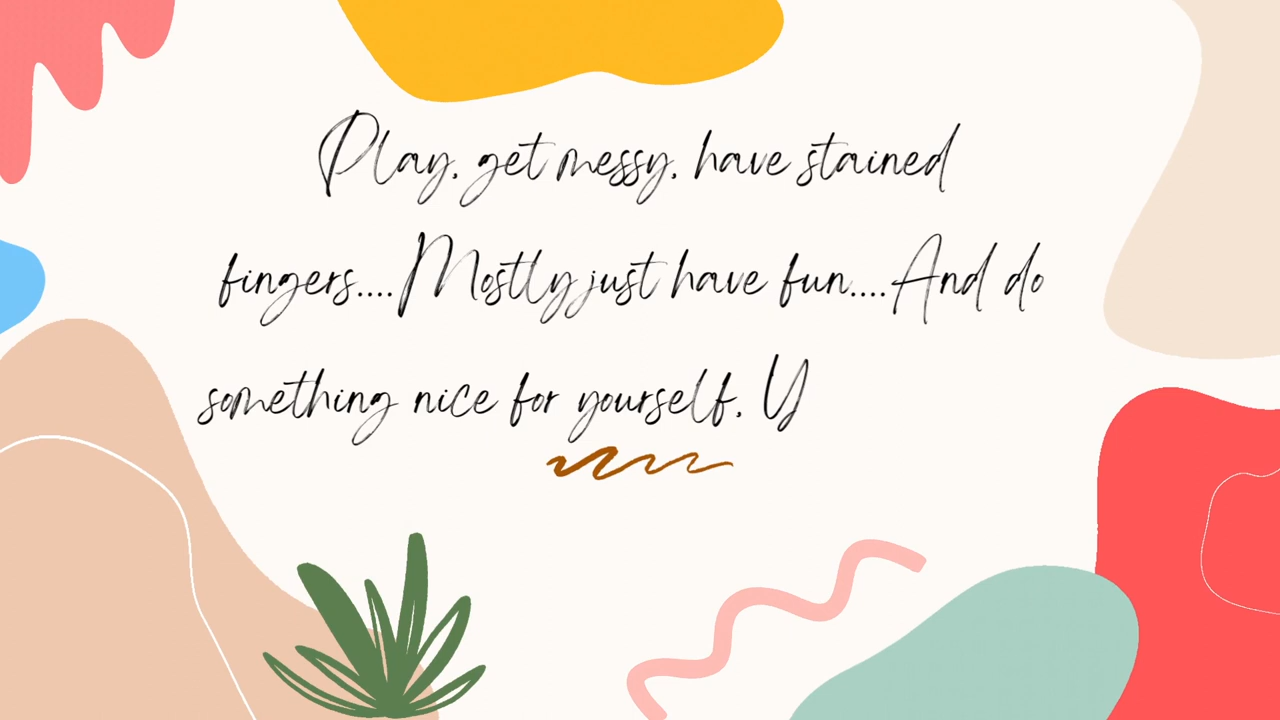 Play, get messy, have stained
fingers....Mostly just have fun....And do
something nice for yourself. Y